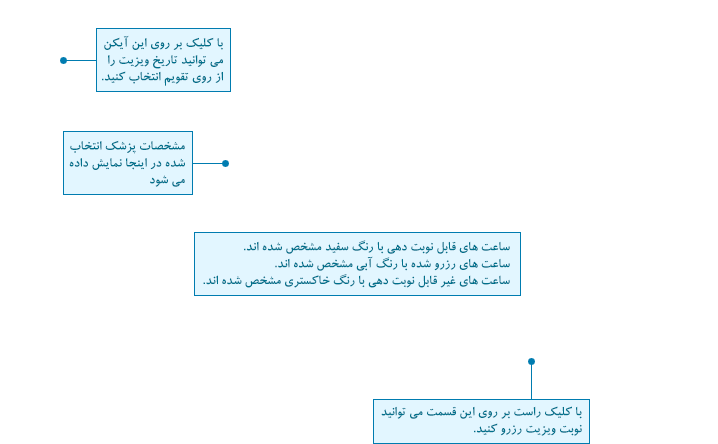 با کلیک بر روی این آیکن
می توانید تاریخ ویزیت را
از روی تقویم انتخاب کنید.
مشخصات پزشک انتخاب
شده در اینجا نمایش داده
می شود
ساعت های قابل نوبت دهی با رنگ سفید مشخص شده اند.
ساعت های رزرو شده با رنگ آبی مشخص شده اند.
ساعت های غیر قابل نوبت دهی با رنگ خاکستری مشخص شده اند.
با کلیک راست بر روی این قسمت می توانید
نوبت ویزیت رزرو کنید.